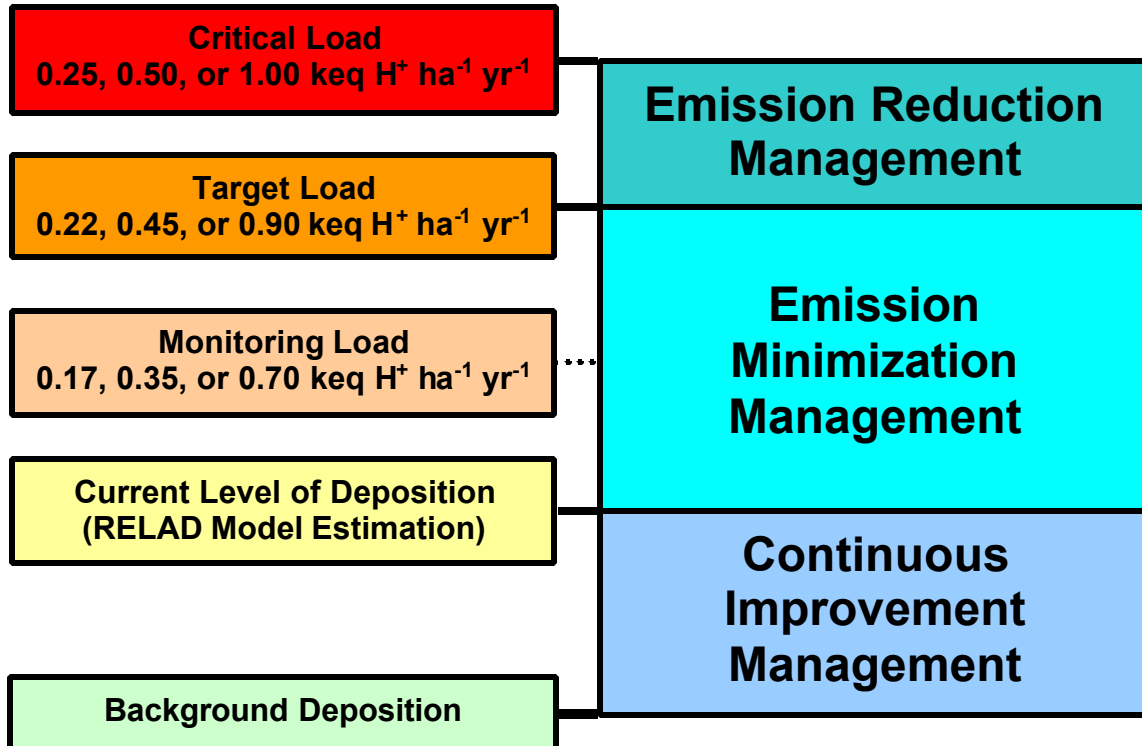 Critical Load
0.25, 0.50, or 1.00 keq H⁺ ha⁻¹ yr⁻¹
Emission Reduction
Management
Target Load
0.22, 0.45, or 0.90 keq H⁺ ha⁻¹ yr⁻¹
Emission
Minimization
Management
Monitoring Load
0.17, 0.35, or 0.70 keq H⁺ ha⁻¹ yr⁻¹
Current Level of Deposition
(RELAD Model Estimation)
Continuous
Improvement
Management
Background Deposition